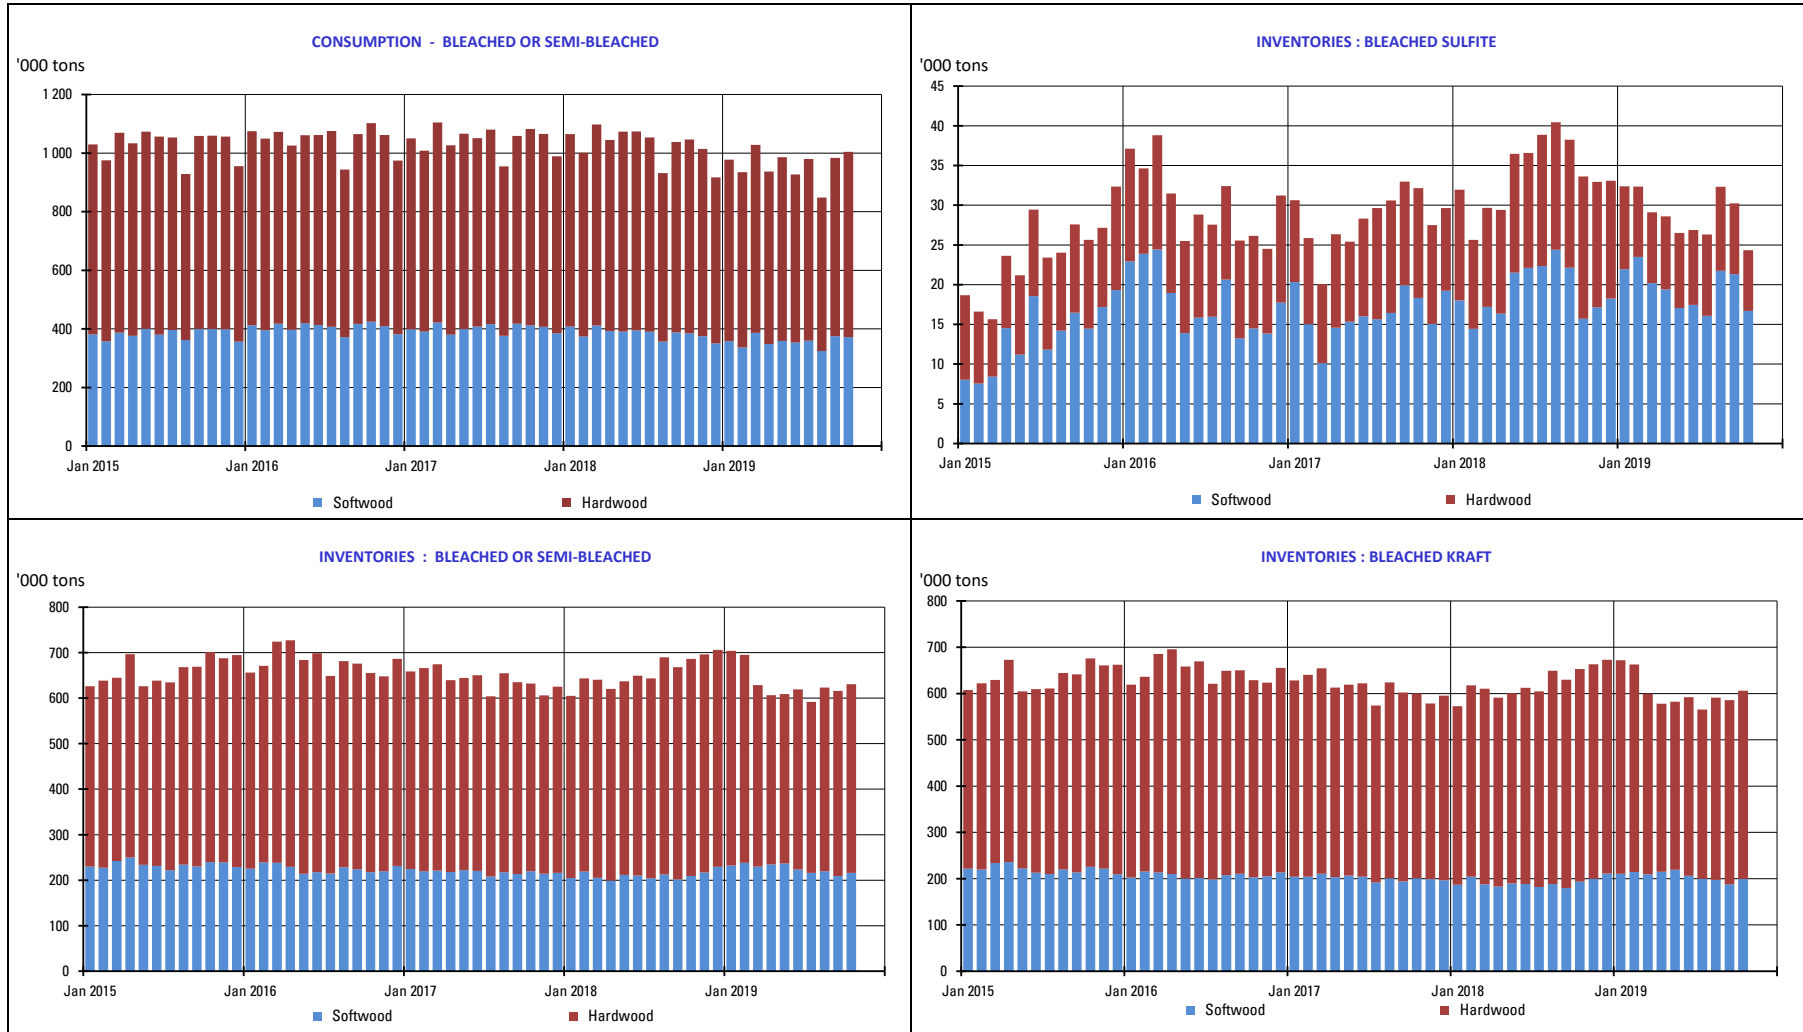 CONSUMPTION - BLEACHED OR SEMI-BLEACHED
'000 tons
1 200
1 000
800
600
400
200
0
Jan 2015 Jan 2016 Jan 2017 Jan 2018 Jan 2019
Softwood Hardwood
INVENTORIES : BLEACHED SULFITE
'000 tons
45
40
35
30
25
20
15
10
5
0
Jan 2015 Jan 2016 Jan 2017 Jan 2018 Jan 2019
Softwood Hardwood
INVENTORIES : BLEACHED OR SEMI-BLEACHED
'000 tons
800
700
600
500
400
300
200
100
0
Jan 2015 Jan 2016 Jan 2017 Jan 2018 Jan 2019
Softwood Hardwood
INVENTORIES : BLEACHED KRAFT
'000 tons
800
700
600
500
400
300
200
100
0
Jan 2015 Jan 2016 Jan 2017 Jan 2018 Jan 2019
Softwood Hardwood